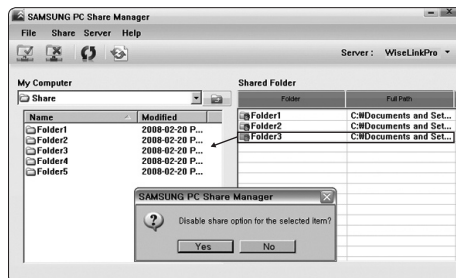 SAMSUNG PC Share Manager
File Share Server Help
Server : WiseLinkPro
My Computer
Shared Folder
Share
Folder Full Path
Name Modified
Folder1 2008-02-20 P...
Folder2 2008-02-20 P...
Folder3 2008-02-20 P...
Folder4 2008-02-20 P...
Folder5 2008-02-20 P...
Folder1 C:₩Documents and Set...
Folder2 C:₩Documents and Set...
Folder3 C:₩Documents and Set...
SAMSUNG PC Share Manager
Disable share option for the selected item?
Yes No